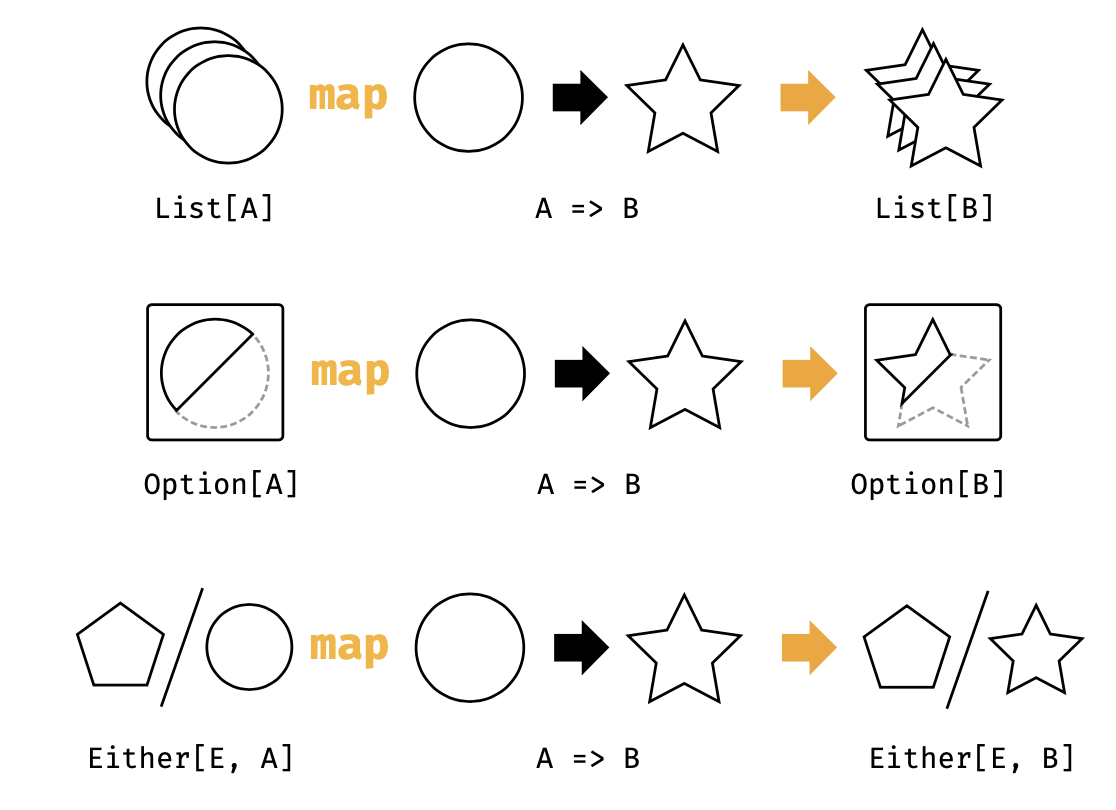 map
List[A] A => B List[B]
map
Option[A] A => B Option[B]
map
Either[E, A] A => B Either[E, B]